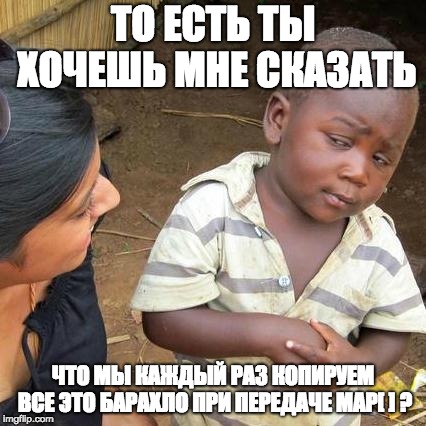 ТО ЕСТЬ ТЫ
ХОЧЕШЬ МНЕ СКАЗАТЬ
ЧТО МЫ КАЖДЫЙ РАЗ КОПИРУЕМ
ВСЕ ЭТО БАРАХЛО ПРИ ПЕРЕДАЧЕ MAP[ ] ?
imgflip.com